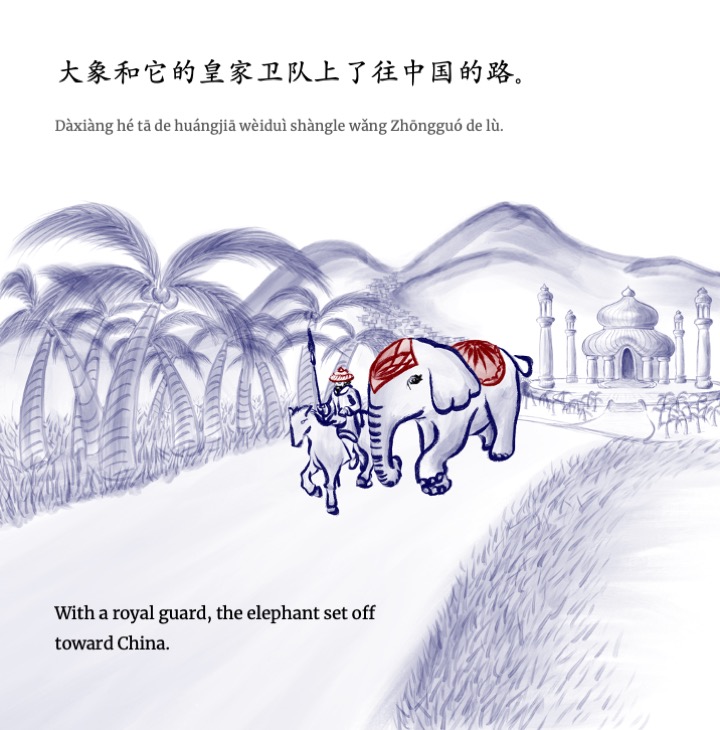 大象和它的皇家卫队上了往中国的路。
Dàxiàng hé tā de huángjiā wèiduì shàngle wǎng Zhōngguó de lù.
With a royal guard, the elephant set off
toward China.